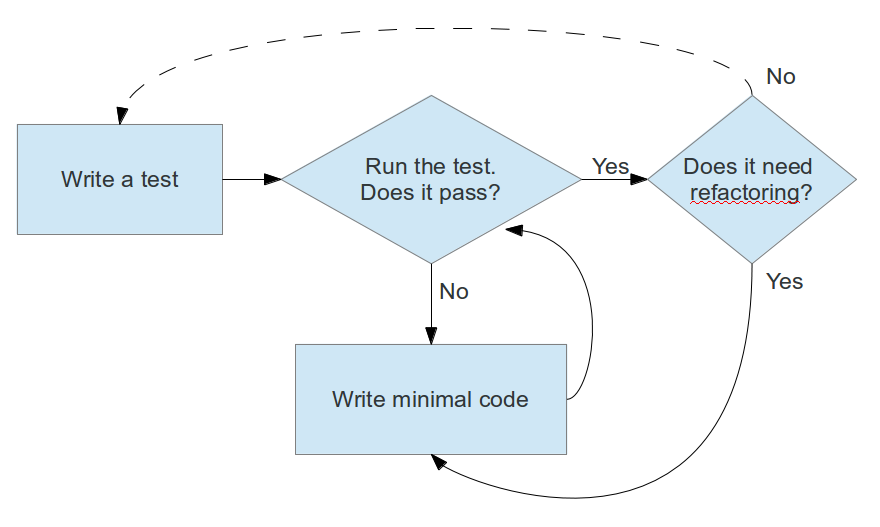 No
Write a test
Run the test.
Does it pass?
Yes
Does it need
refactoring?
No
Yes
Write minimal code